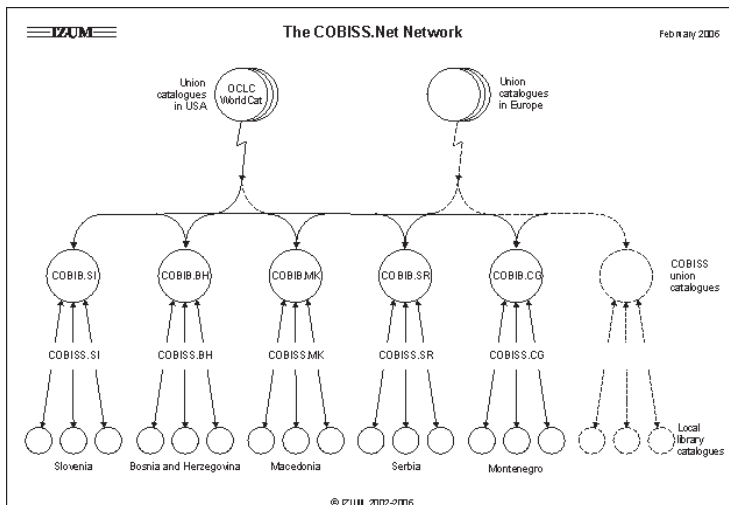 IZUM
The COBISS.Net Network
February 2006
Union
catalogues
in USA
OCLC
WorldCat
Union
catalogues
in Europe
COBIB.SI
COBIB.BH
COBIB.MK
COBIB.SR
COBIB.CG
COBISS
union
catalogues
COBISS.SI
COBISS.BH
COBISS.MK
COBISS.SR
COBISS.CG
Local
library
catalogues
Slovenia
Bosnia and Herzegovina
Macedonia
Serbia
Montenegro
© IZUM 2002-2006